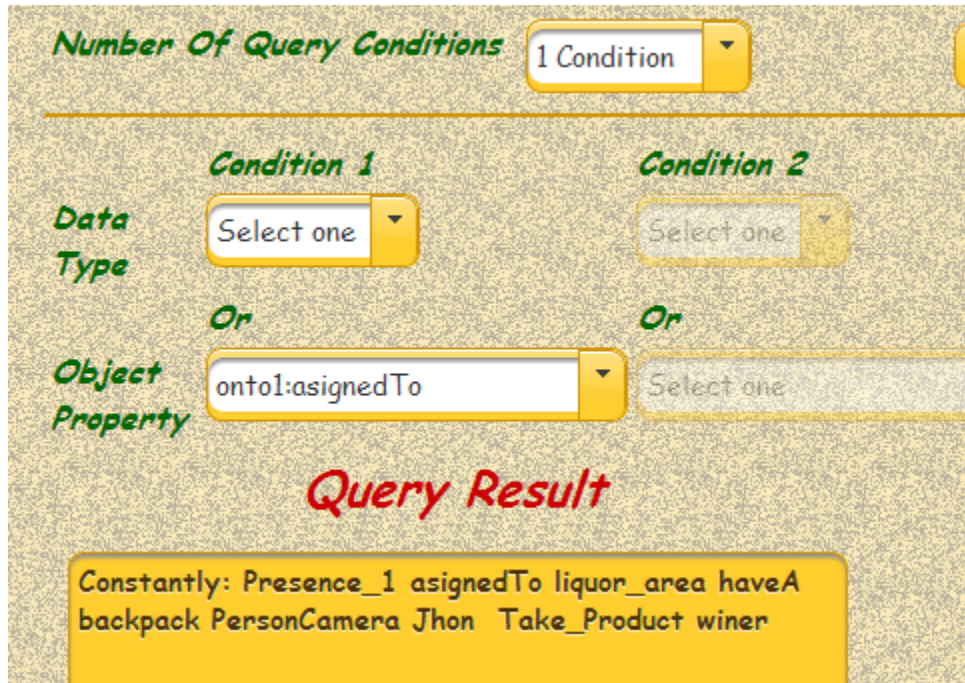 Number Of Query Conditions 1 Condition
Condition 1 Condition 2
Data
Type
Select one Select one
Or Or
Object
Property
onto1:asignedTo Select one
Query Result
Constantly: Presence_1 asignedTo liquor_area haveA
backpack PersonCamera Jhon Take_Product winer